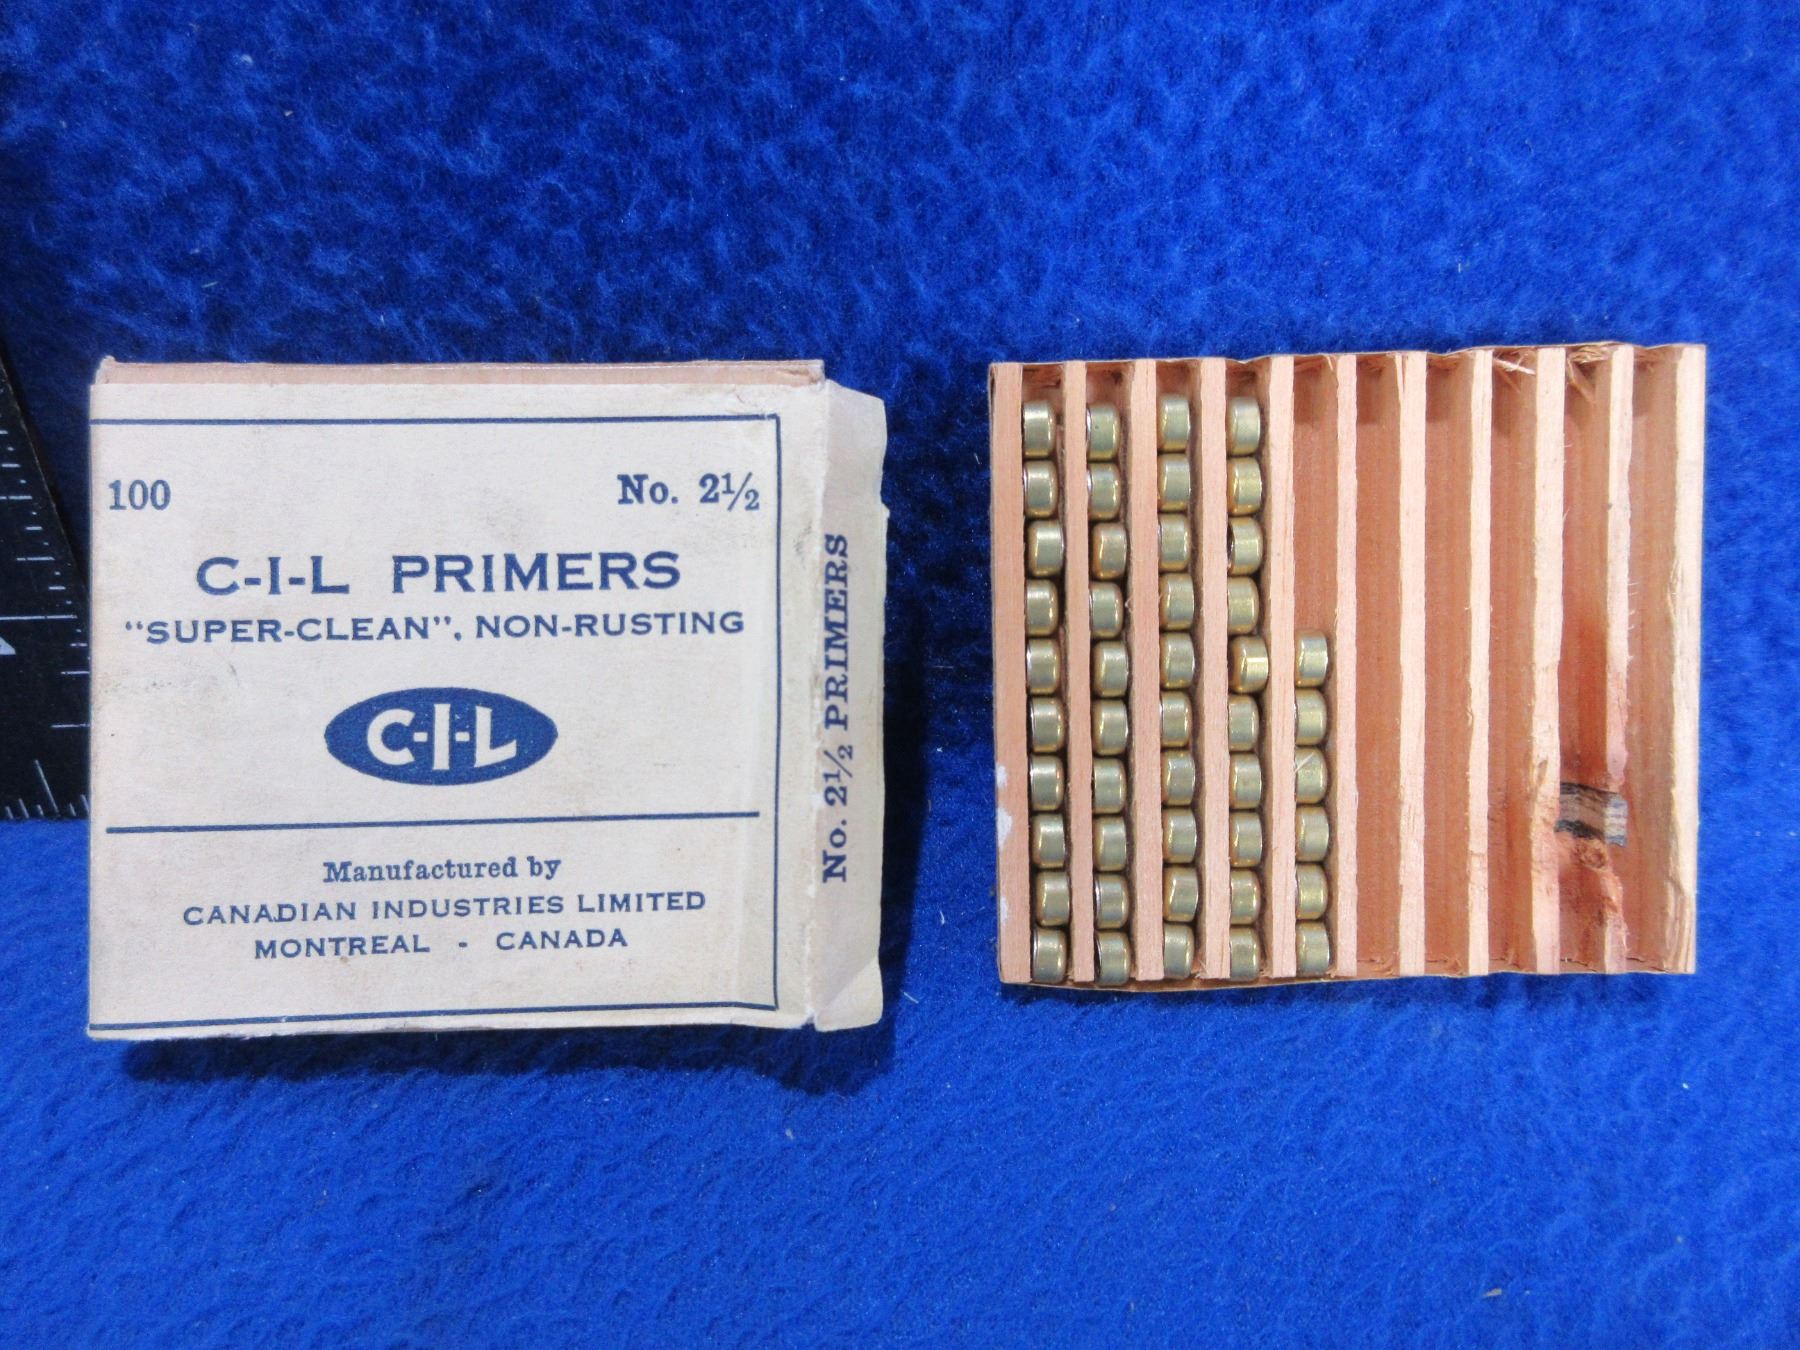 100 No. 2½
C-I-L PRIMERS
"SUPER-CLEAN", NON-RUSTING
C-I-L
Manufactured by
CANADIAN INDUSTRIES LIMITED
MONTREAL - CANADA
No. 2½ PRIMERS